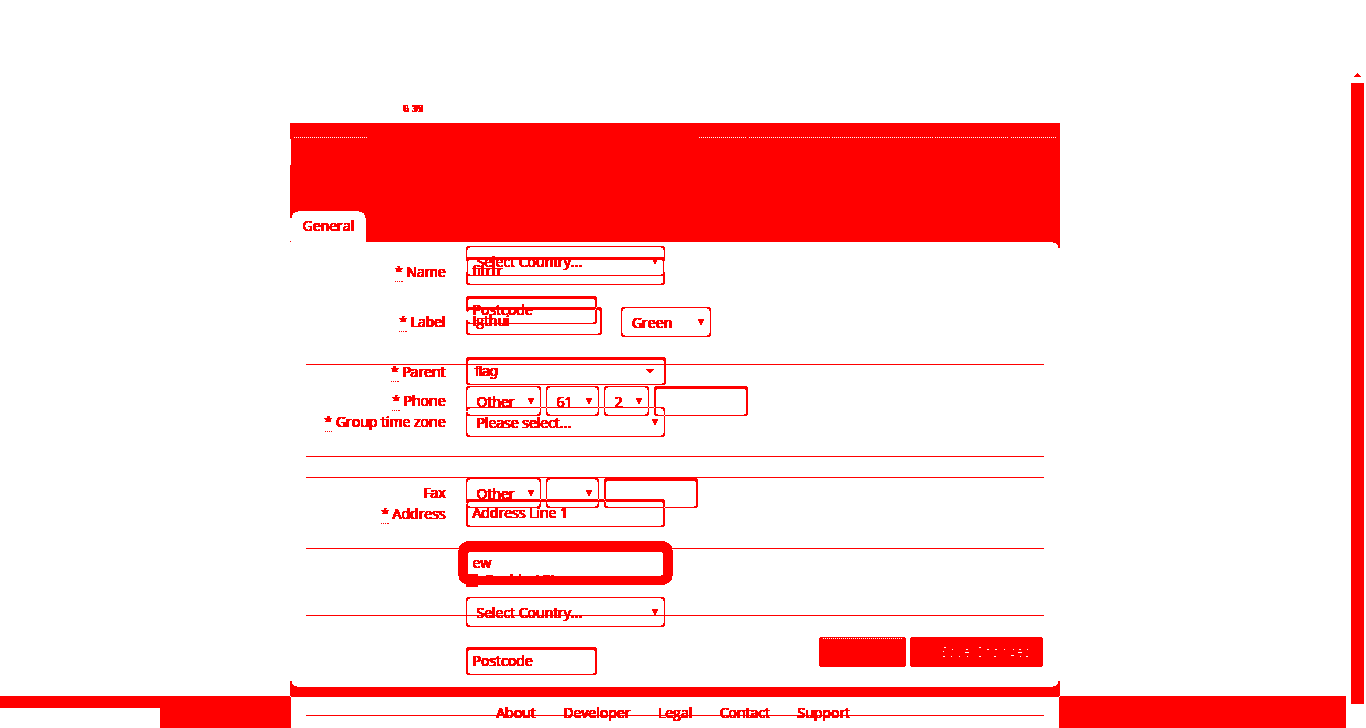 General
Select Country...
* Name
Postcode
* Label lgthui Green
* Parent flag
* Phone Other 61 2
* Group time zone Please select...
Fax Other
* Address Address Line 1
ew
Select Country...
Postcode
About Developer Legal Contact Support